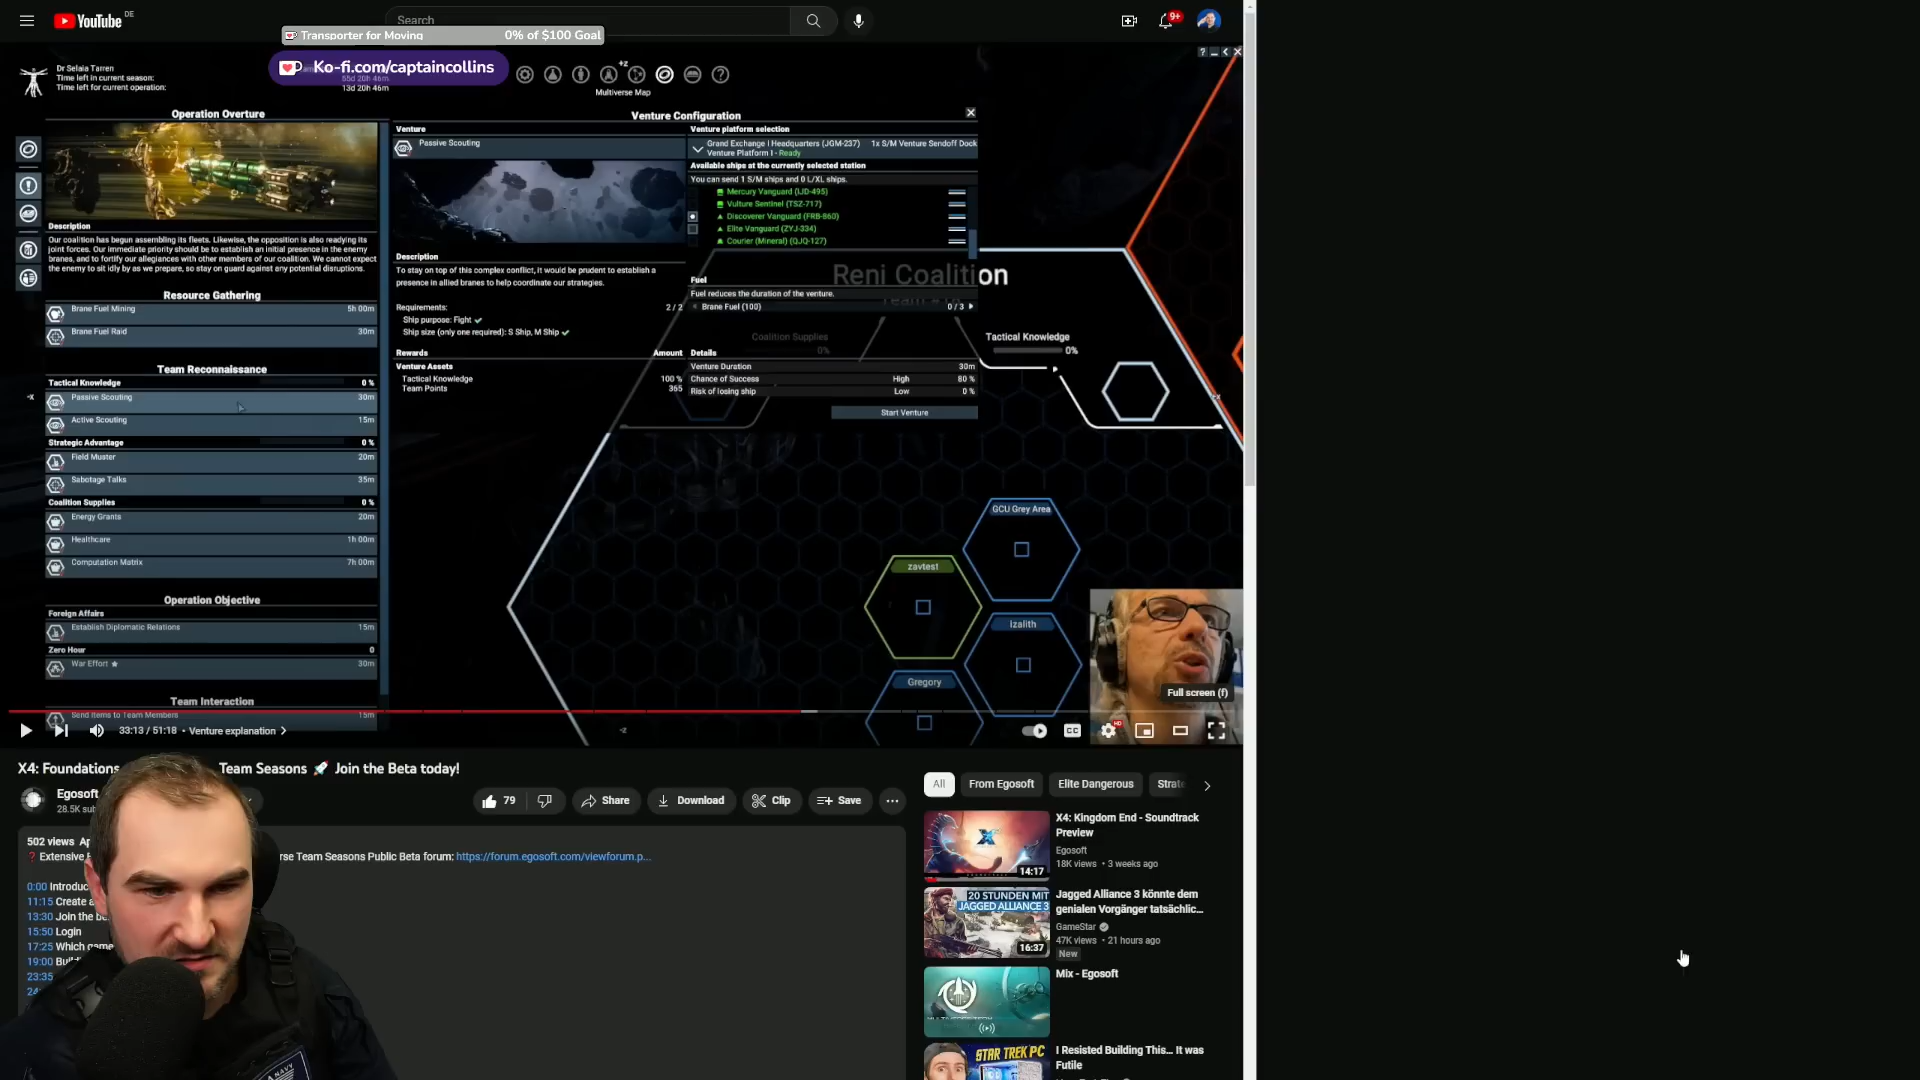 YouTube DE
Search
9+
Transporter for Moving 0% of $100 Goal
Ko-fi.com/captaincollins
Dr Selaia Tarren
Time left in current season:
55d 20h 46m
Time left for current operation:
13d 20h 46m
+Z
Multiverse Map
Operation Overture
Description
Our coalition has begun assembling its fleets. Likewise, the opposition is also readying its
joint forces. Our immediate priority should be to establish an initial presence in the enemy
branes, and to fortify our allegiances with other members of our coalition. We cannot expect
the enemy to sit idly by as we prepare, so stay on guard against any potential disruptions.
Resource Gathering
Brane Fuel Mining 5h 00m
Brane Fuel Raid 30m
Team Reconnaissance
Tactical Knowledge 0 %
Passive Scouting 30m
Active Scouting 15m
Strategic Advantage 0 %
Field Muster 20m
Sabotage Talks 35m
Coalition Supplies 0 %
Energy Grants 20m
Healthcare 1h 00m
Computation Matrix 7h 00m
Operation Objective
Foreign Affairs
Establish Diplomatic Relations 15m
Zero Hour 0
War Effort ★ 30m
Team Interaction
Send Items to Team Members 15m
-X
Venture Configuration
Venture
Passive Scouting
Description
To stay on top of this complex conflict, it would be prudent to establish a
presence in allied branes to help coordinate our strategies.
Requirements: 2 / 2
Ship purpose: Fight ✓
Ship size (only one required): S Ship, M Ship ✓
Rewards Amount
Venture Assets
Tactical Knowledge 100 %
Team Points 365
Venture platform selection
Grand Exchange I Headquarters (JGM-237) 1x S/M Venture Sendoff Dock
Venture Platform I - Ready
Available ships at the currently selected station
You can send 1 S/M ships and 0 L/XL ships.
Mercury Vanguard (IJD-495)
Vulture Sentinel (TSZ-717)
Discoverer Vanguard (FRB-860)
Elite Vanguard (ZYJ-334)
Courier (Mineral) (QJQ-127)
Fuel
Fuel reduces the duration of the venture.
Brane Fuel (100) 0 / 3
Details
Venture Duration 30m
Chance of Success High 80 %
Risk of losing ship Low 0 %
Start Venture
Reni Coalition
Coalition Supplies
0%
Tactical Knowledge
0%
GCU Grey Area
zavtest
Izalith
Gregory
-Z
Full screen (f)
33:13 / 51:18 • Venture explanation
CC
HD
X4: Foundations
Team Seasons 🚀 Join the Beta today!
Egosoft
28.5K
79
Share
Download
Clip
Save
502 views
❓Extensive
Team Seasons Public Beta forum: https://forum.egosoft.com/viewforum.p...
0:00
11:15 Create
13:30 Join the
15:50 Login
17:25 Which game
19:00
23:35
All
From Egosoft
Elite Dangerous
X4: Kingdom End - Soundtrack
Preview
Egosoft
18K views • 3 weeks ago
14:17
20 STUNDEN MIT
JAGGED ALLIANCE 3
16:37
Jagged Alliance 3 könnte dem
genialen Vorgänger tatsächlic...
GameStar
47K views • 21 hours ago
New
Mix - Egosoft
STAR TREK PC
I Resisted Building This... It was
Futile